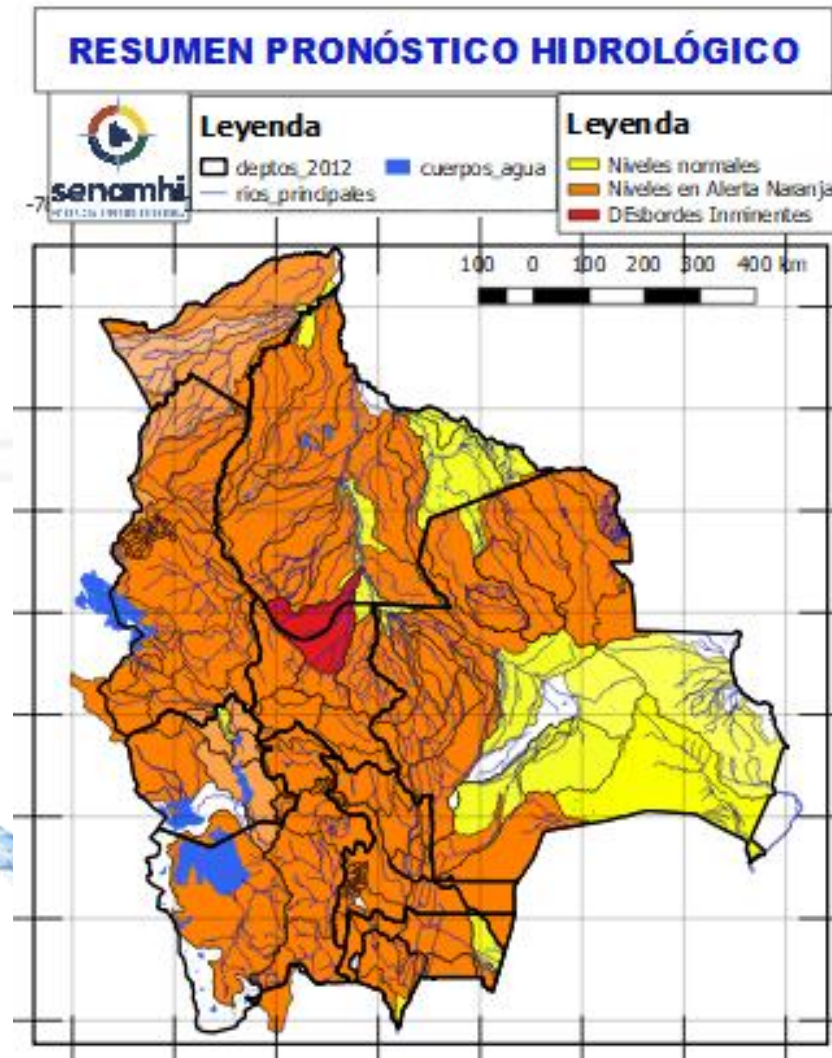 RESUMEN PRONÓSTICO HIDROLÓGICO
senamhi
Leyenda
deptos_2012
cuerpos_agua
rios_principales
Leyenda
Niveles normales
Niveles en Alerta Naranja
DEsbordes Inminentes
100 0 100 200 300 400 km